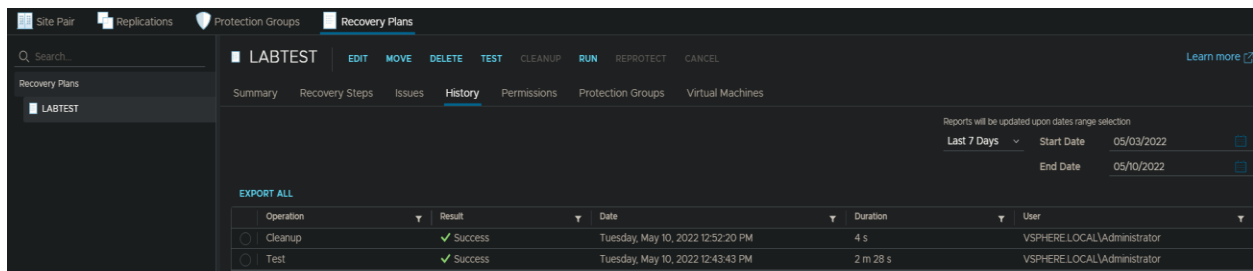 Site Pair Replications Protection Groups Recovery Plans
Search...
LABTEST EDIT MOVE DELETE TEST CLEANUP RUN REPROTECT CANCEL Learn more
Recovery Plans
LABTEST
Summary Recovery Steps Issues History Permissions Protection Groups Virtual Machines
Reports will be updated upon dates range selection
Last 7 Days Start Date 05/03/2022
End Date 05/10/2022
EXPORT ALL
Operation Result Date Duration User
Cleanup Success Tuesday, May 10, 2022 12:52:20 PM 4 s VSPHERE.LOCAL\Administrator
Test Success Tuesday, May 10, 2022 12:43:43 PM 2 m 28 s VSPHERE.LOCAL\Administrator